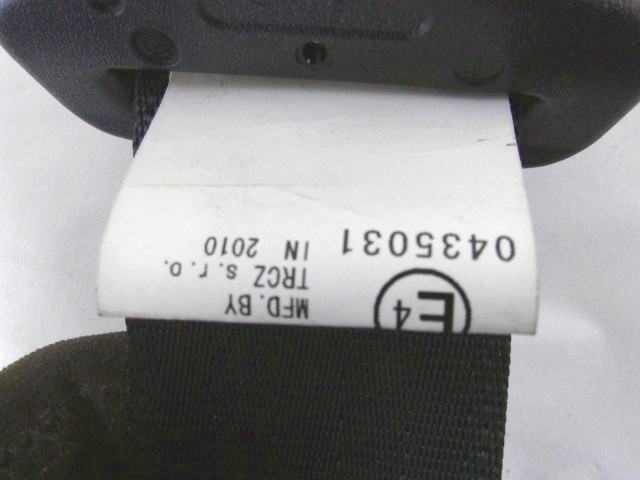 E4
MFD. BY
TRCZ s.r.o.
IN 2010
0435031